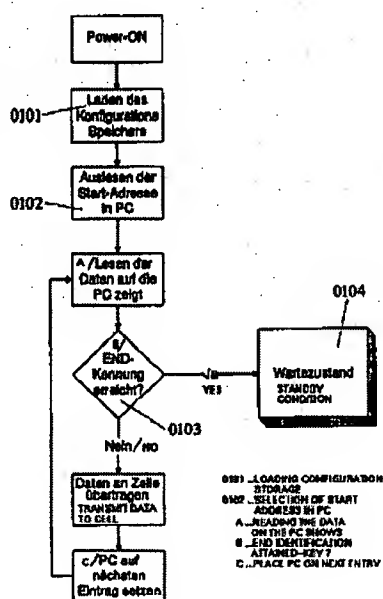 Power-ON
0101
Laden des
Konfigurations
Speichers
0102
Auslesen der
Start-Adresse
in PC
A/Lesen der
Daten auf die
PC zeigt
0104
B/
END-
Kennung
erreicht?
Ja
YES
Wartezustand
STANDBY
CONDITION
0103
Nein/NO
Daten an Zelle
übertragen
TRANSMIT DATA
TO CELL
C/PC auf
nächsten
Eintrag setzen
0101...LOADING CONFIGURATION
STORAGE
0102...SELECTION OF START
ADDRESS IN PC
A...READING THE DATA
ON THE PC SHOWS
B...END IDENTIFICATION
ATTAINED-KEY?
C...PLACE PC ON NEXT ENTRY